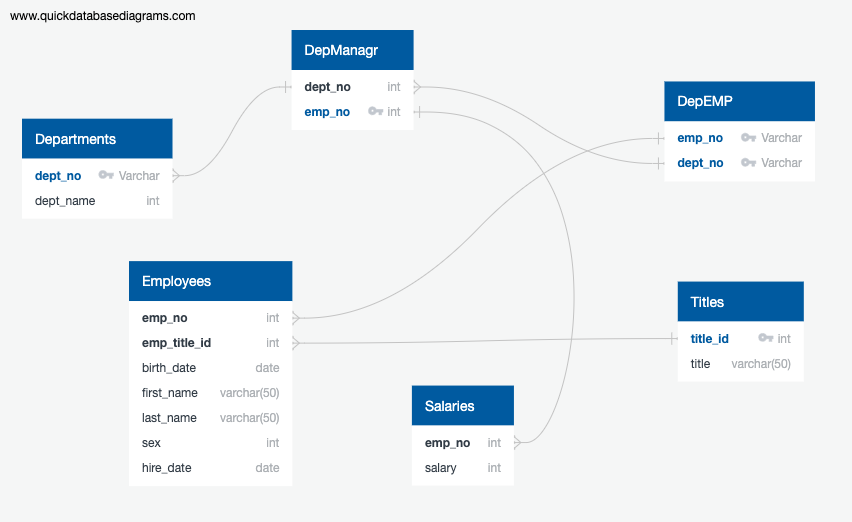 www.quickdatabasediagrams.com
DepManagr
dept_no int
emp_no int
DepEMP
emp_no Varchar
dept_no Varchar
Departments
dept_no Varchar
dept_name int
Employees
emp_no int
emp_title_id int
birth_date date
first_name varchar(50)
last_name varchar(50)
sex int
hire_date date
Titles
title_id int
title varchar(50)
Salaries
emp_no int
salary int